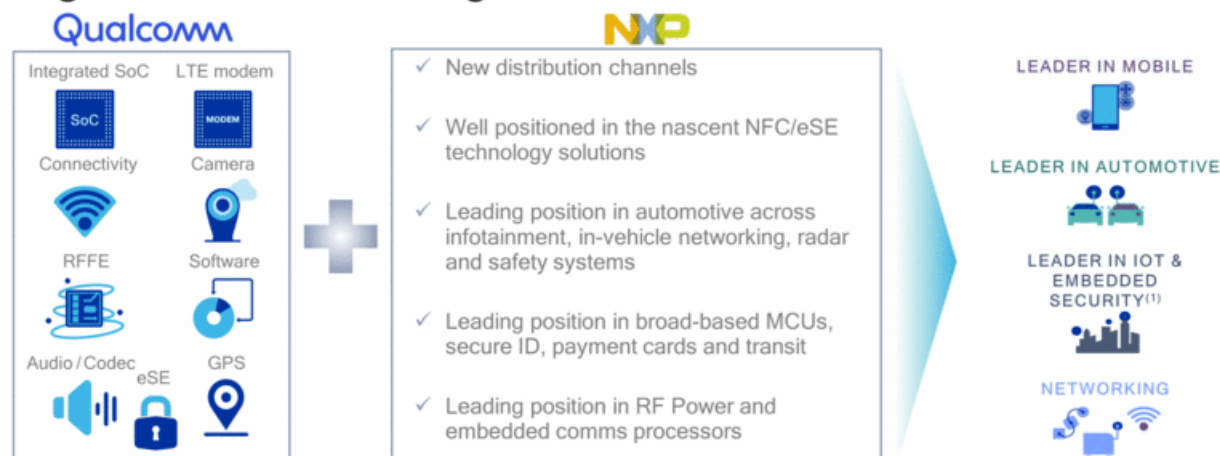 Qualcomm
Integrated SoC
LTE modem
SoC
MODEM
Connectivity
Camera
RFFE
Software
Audio / Codec
eSE
GPS
NXP
✓ New distribution channels
✓ Well positioned in the nascent NFC/eSE
technology solutions
✓ Leading position in automotive across
infotainment, in-vehicle networking, radar
and safety systems
✓ Leading position in broad-based MCUs,
secure ID, payment cards and transit
✓ Leading position in RF Power and
embedded comms processors
LEADER IN MOBILE
LEADER IN AUTOMOTIVE
LEADER IN IOT &
EMBEDDED
SECURITY(1)
NETWORKING